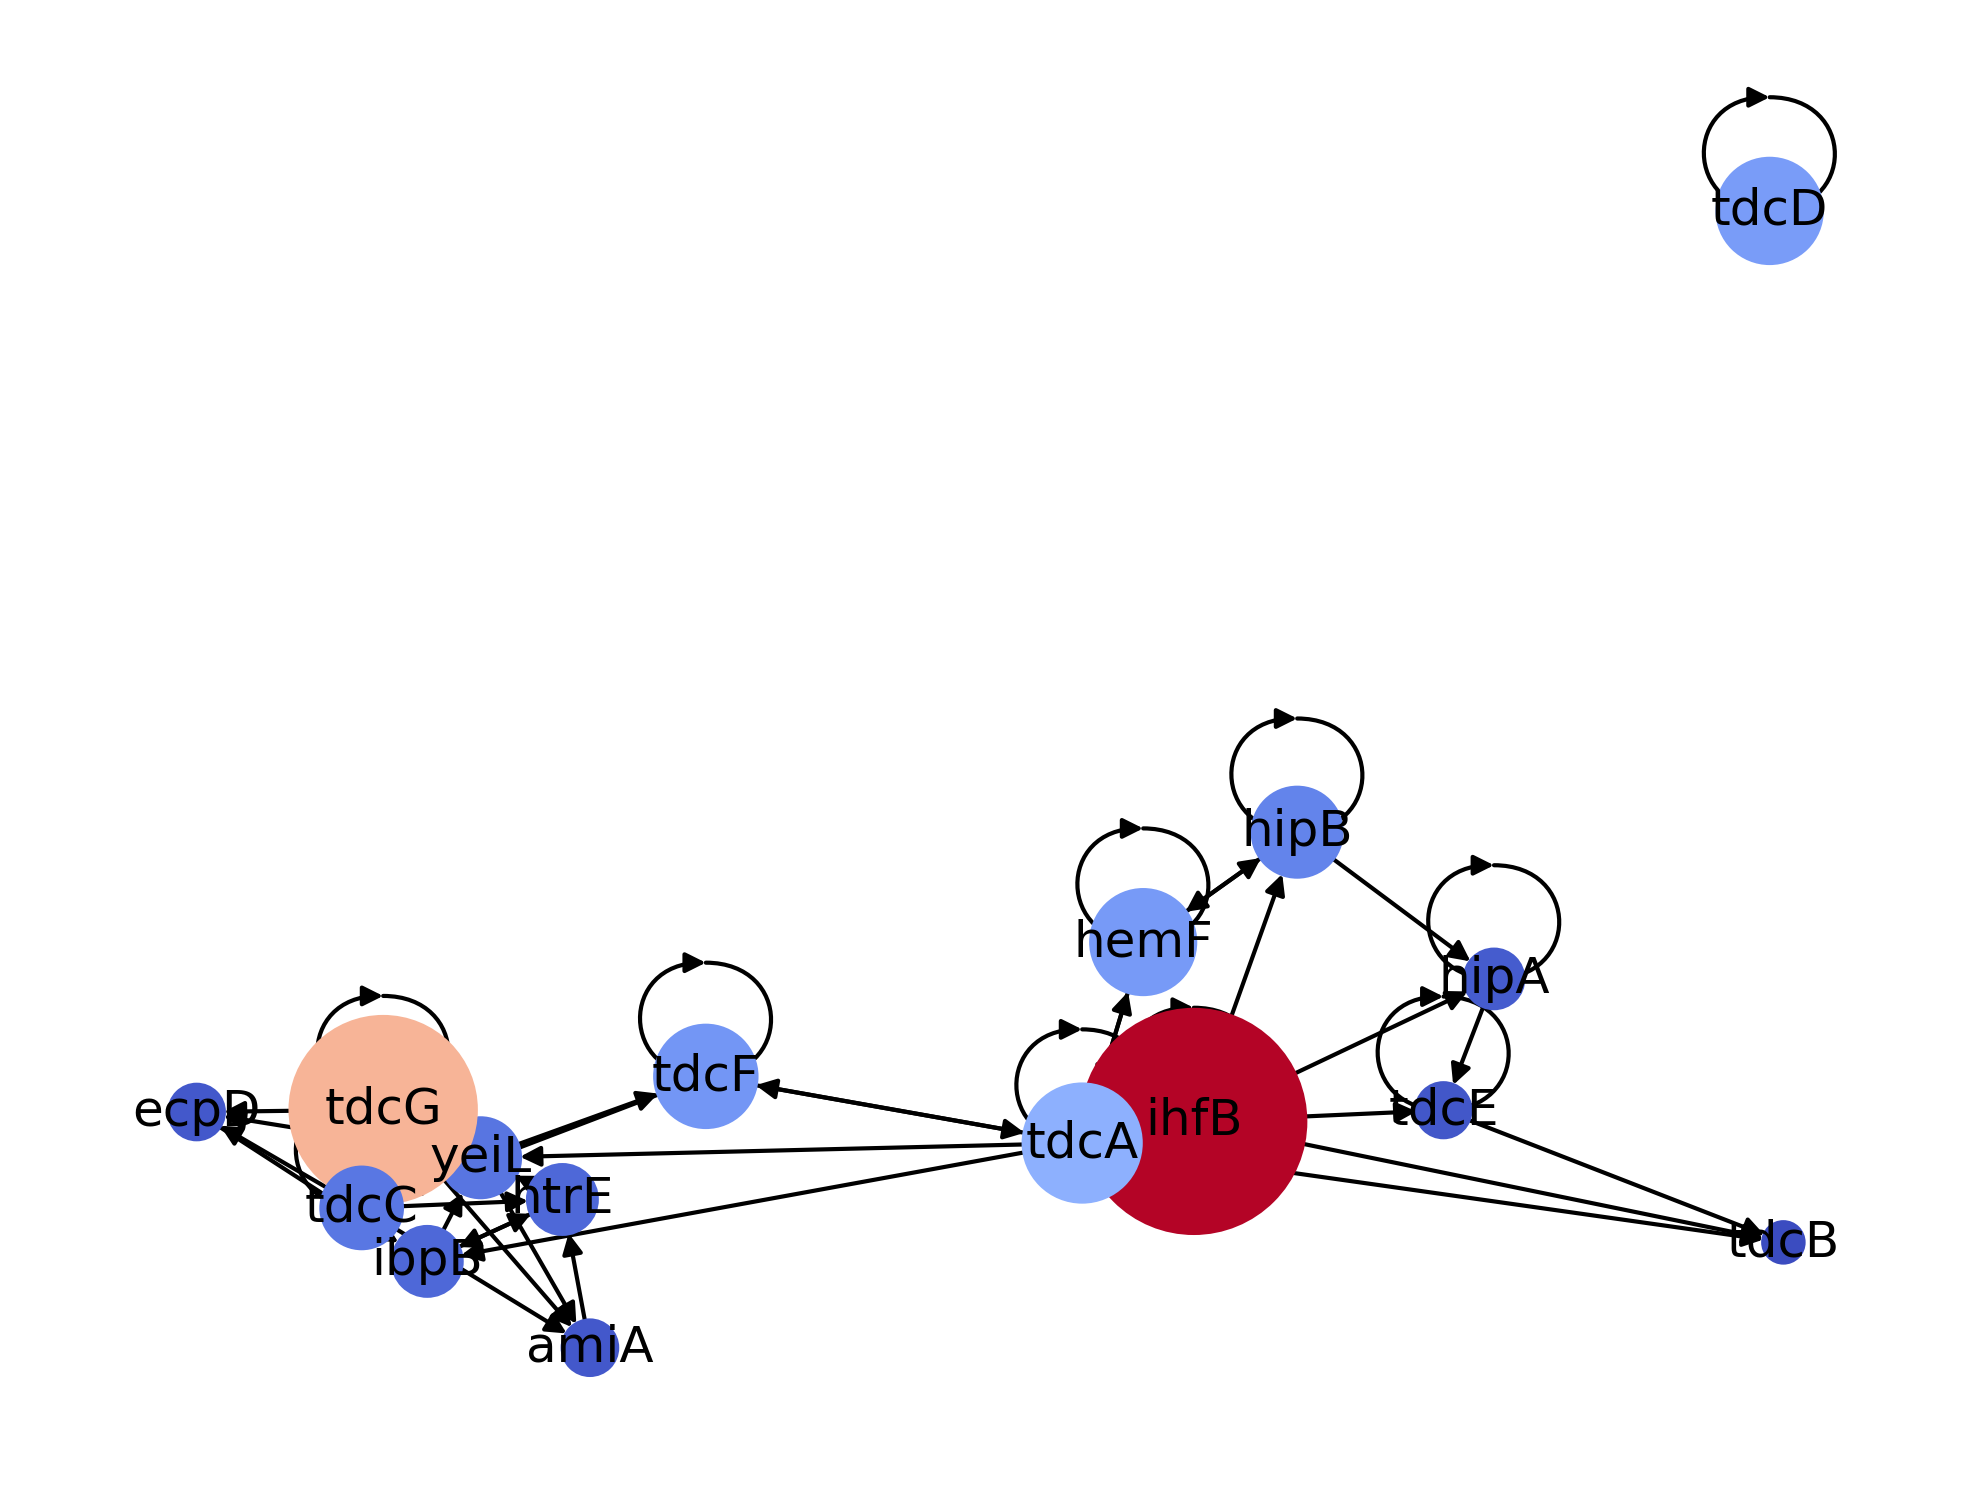 tdcD
hipB
hemF
hipA
tdcF
tdcG
ecpD
tdcE
ihfB
tdcA
yeiL
htrE
tdcC
tdcB
ibpB
amiA